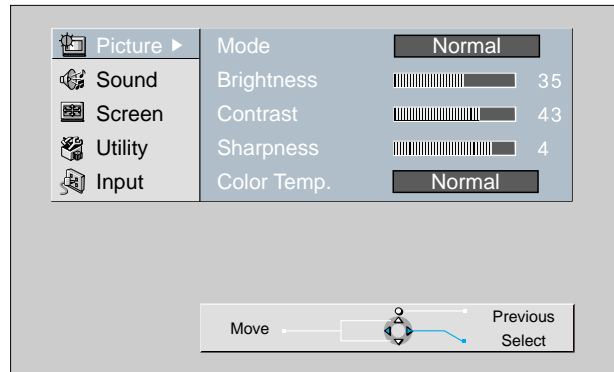 Picture
Sound
Screen
Utility
Input
Mode Normal
Brightness 35
Contrast 43
Sharpness 4
Color Temp. Normal
Move
Previous
Select